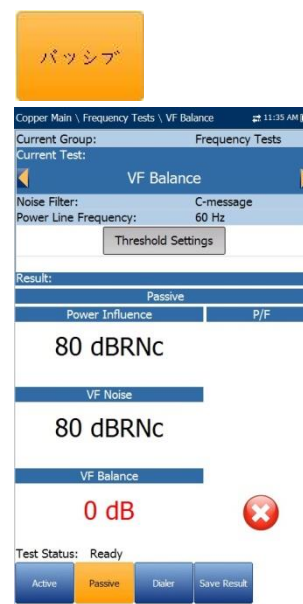 パッシブ
Copper Main \ Frequency Tests \ VF Balance 11:35 AM
Current Group: Frequency Tests
Current Test:
VF Balance
Noise Filter: C-message
Power Line Frequency: 60 Hz
Threshold Settings
Result:
Passive
Power Influence P/F
80 dBRNc
VF Noise
80 dBRNc
VF Balance
0 dB
Test Status: Ready
Active Passive Dialer Save Result